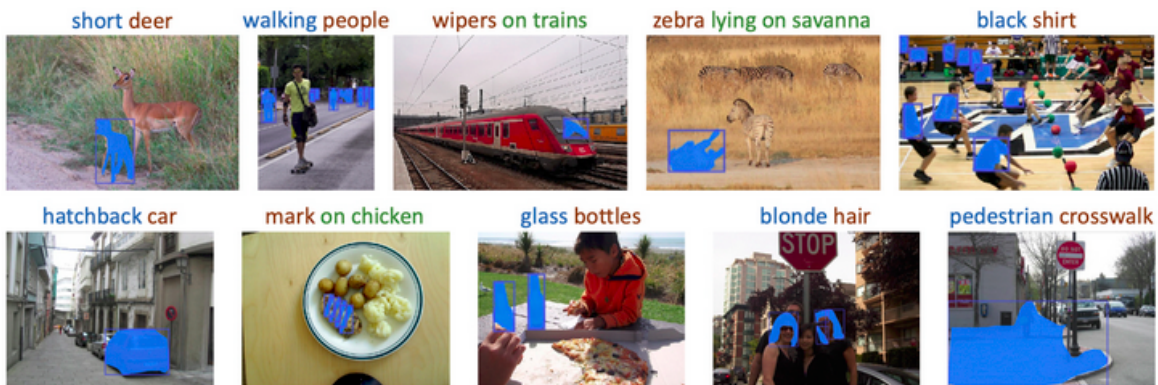 short deer
walking people
wipers on trains
zebra lying on savanna
black shirt
hatchback car
mark on chicken
glass bottles
blonde hair
pedestrian crosswalk
STOP